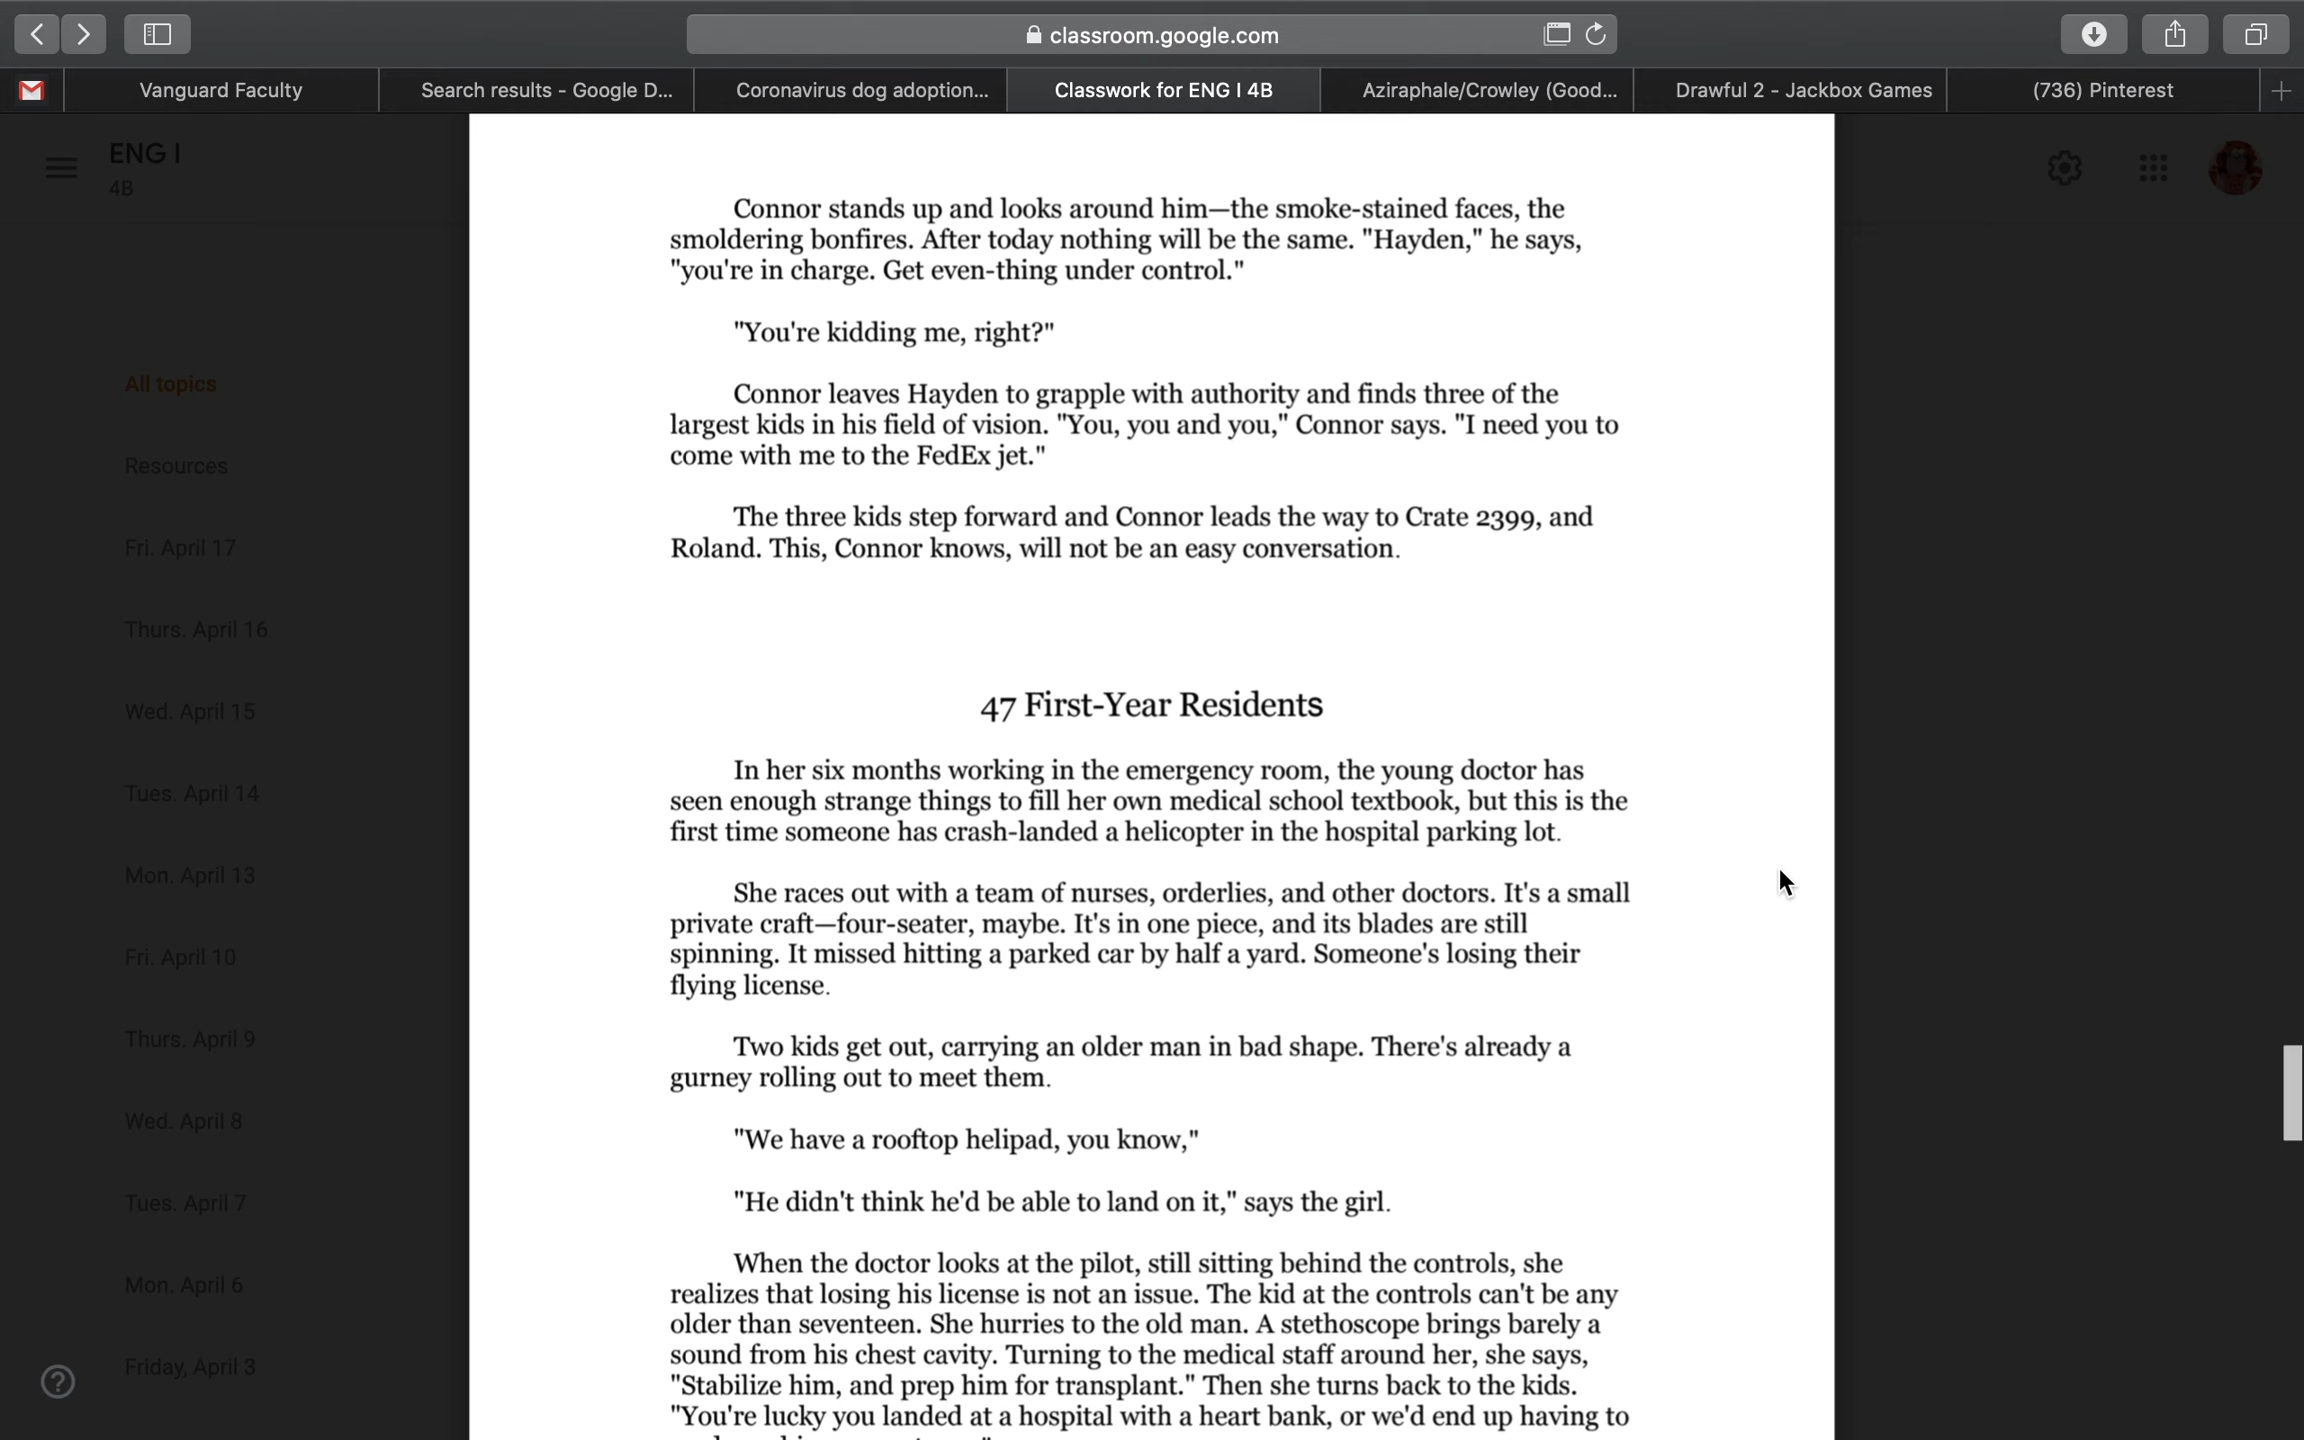 classroom.google.com
Vanguard Faculty
Search results - Google D...
Coronavirus dog adoption...
Classwork for ENG I 4B
Aziraphale/Crowley (Good...
Drawful 2 - Jackbox Games
(736) Pinterest
ENG I
4B
All topics
Resources
Fri. April 17
Thurs. April 16
Wed. April 15
Tues. April 14
Mon. April 13
Fri. April 10
Thurs. April 9
Wed. April 8
Tues. April 7
Mon. April 6
Friday, April 3
Connor stands up and looks around him—the smoke-stained faces, the
smoldering bonfires. After today nothing will be the same. "Hayden," he says,
"you're in charge. Get even-thing under control."
"You're kidding me, right?"
Connor leaves Hayden to grapple with authority and finds three of the
largest kids in his field of vision. "You, you and you," Connor says. "I need you to
come with me to the FedEx jet."
The three kids step forward and Connor leads the way to Crate 2399, and
Roland. This, Connor knows, will not be an easy conversation.
47 First-Year Residents
In her six months working in the emergency room, the young doctor has
seen enough strange things to fill her own medical school textbook, but this is the
first time someone has crash-landed a helicopter in the hospital parking lot.
She races out with a team of nurses, orderlies, and other doctors. It's a small
private craft—four-seater, maybe. It's in one piece, and its blades are still
spinning. It missed hitting a parked car by half a yard. Someone's losing their
flying license.
Two kids get out, carrying an older man in bad shape. There's already a
gurney rolling out to meet them.
"We have a rooftop helipad, you know,"
"He didn't think he'd be able to land on it," says the girl.
When the doctor looks at the pilot, still sitting behind the controls, she
realizes that losing his license is not an issue. The kid at the controls can't be any
older than seventeen. She hurries to the old man. A stethoscope brings barely a
sound from his chest cavity. Turning to the medical staff around her, she says,
"Stabilize him, and prep him for transplant." Then she turns back to the kids.
"You're lucky you landed at a hospital with a heart bank, or we'd end up having to